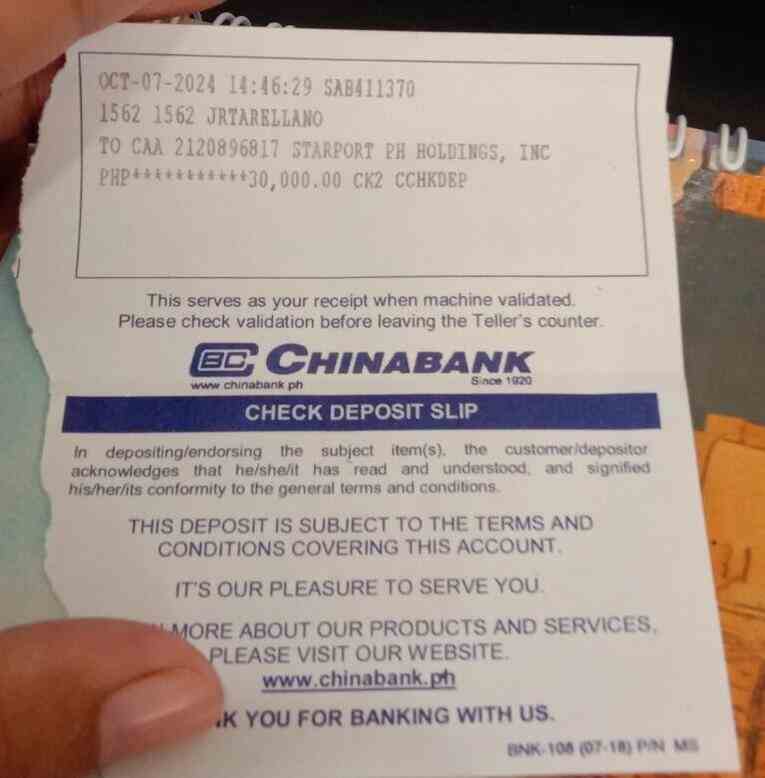 OCT-07-2024 14:46:29 SAB411370
1562 1562 JRTARELLANO
TO CAA 2120896817 STARPORT PH HOLDINGS, INC
PHP***********30,000.00 CK2 CCHKDEP
This serves as your receipt when machine validated.
Please check validation before leaving the Teller's counter.
CHINABANK
www.chinabank.ph Since 1920
CHECK DEPOSIT SLIP
In depositing/endorsing the subject item(s), the customer/depositor
acknowledges that he/she/it has read and understood, and signified
his/her/its conformity to the general terms and conditions.
THIS DEPOSIT IS SUBJECT TO THE TERMS AND
CONDITIONS COVERING THIS ACCOUNT.
IT'S OUR PLEASURE TO SERVE YOU.
MORE ABOUT OUR PRODUCTS AND SERVICES,
PLEASE VISIT OUR WEBSITE.
www.chinabank.ph
YOU FOR BANKING WITH US.
BNK-108 (07-18) P/N MS